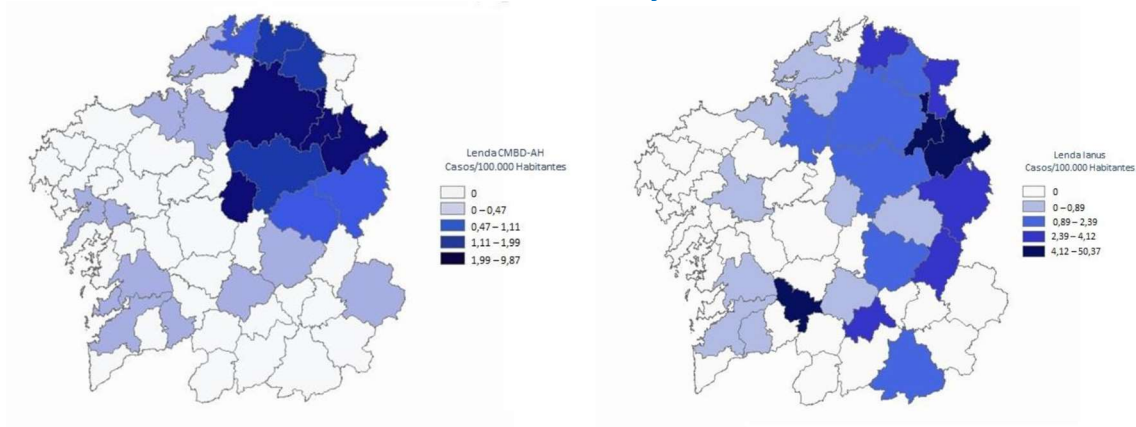 Lenda CMBD-AH
Casos/100.000 Habitantes
0
0 – 0,47
0,47 – 1,11
1,11 – 1,99
1,99 – 9,87
Lenda Ianus
Casos/100.000 Habitantes
0
0 – 0,89
0,89 – 2,39
2,39 – 4,12
4,12 – 50,37